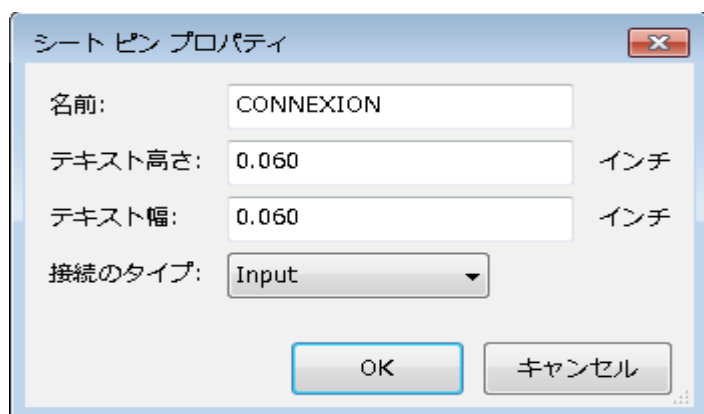 シート ピン プロパティ
名前: CONNEXION
テキスト高さ: 0.060 インチ
テキスト幅: 0.060 インチ
接続のタイプ: Input
OK キャンセル